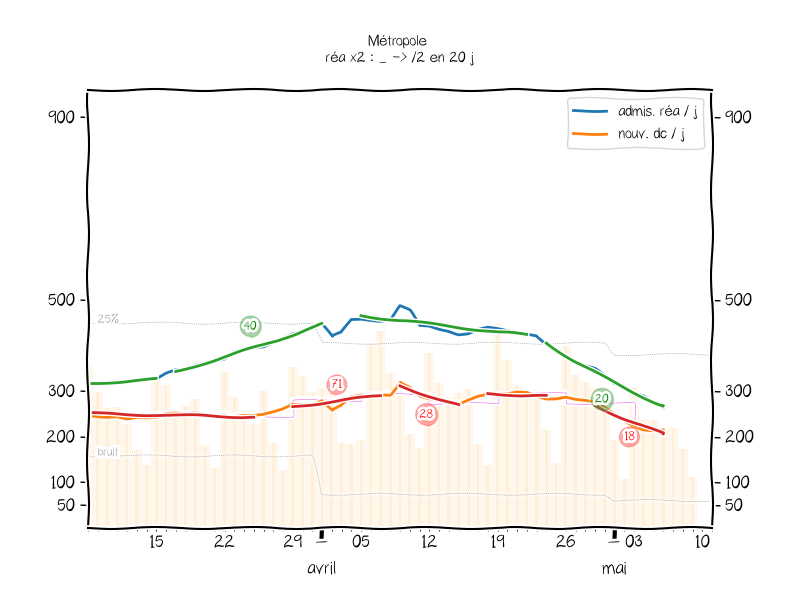 Métropole
réa x2 : _ -> /2 en 20 j
admis. réa / j
nouv. dc / j
900
900
500
500
25%
40
300
71
300
20
28
18
200
200
bruit
100
100
50
50
15 22 29 1 05 12 19 26 1 03 10
avril mai